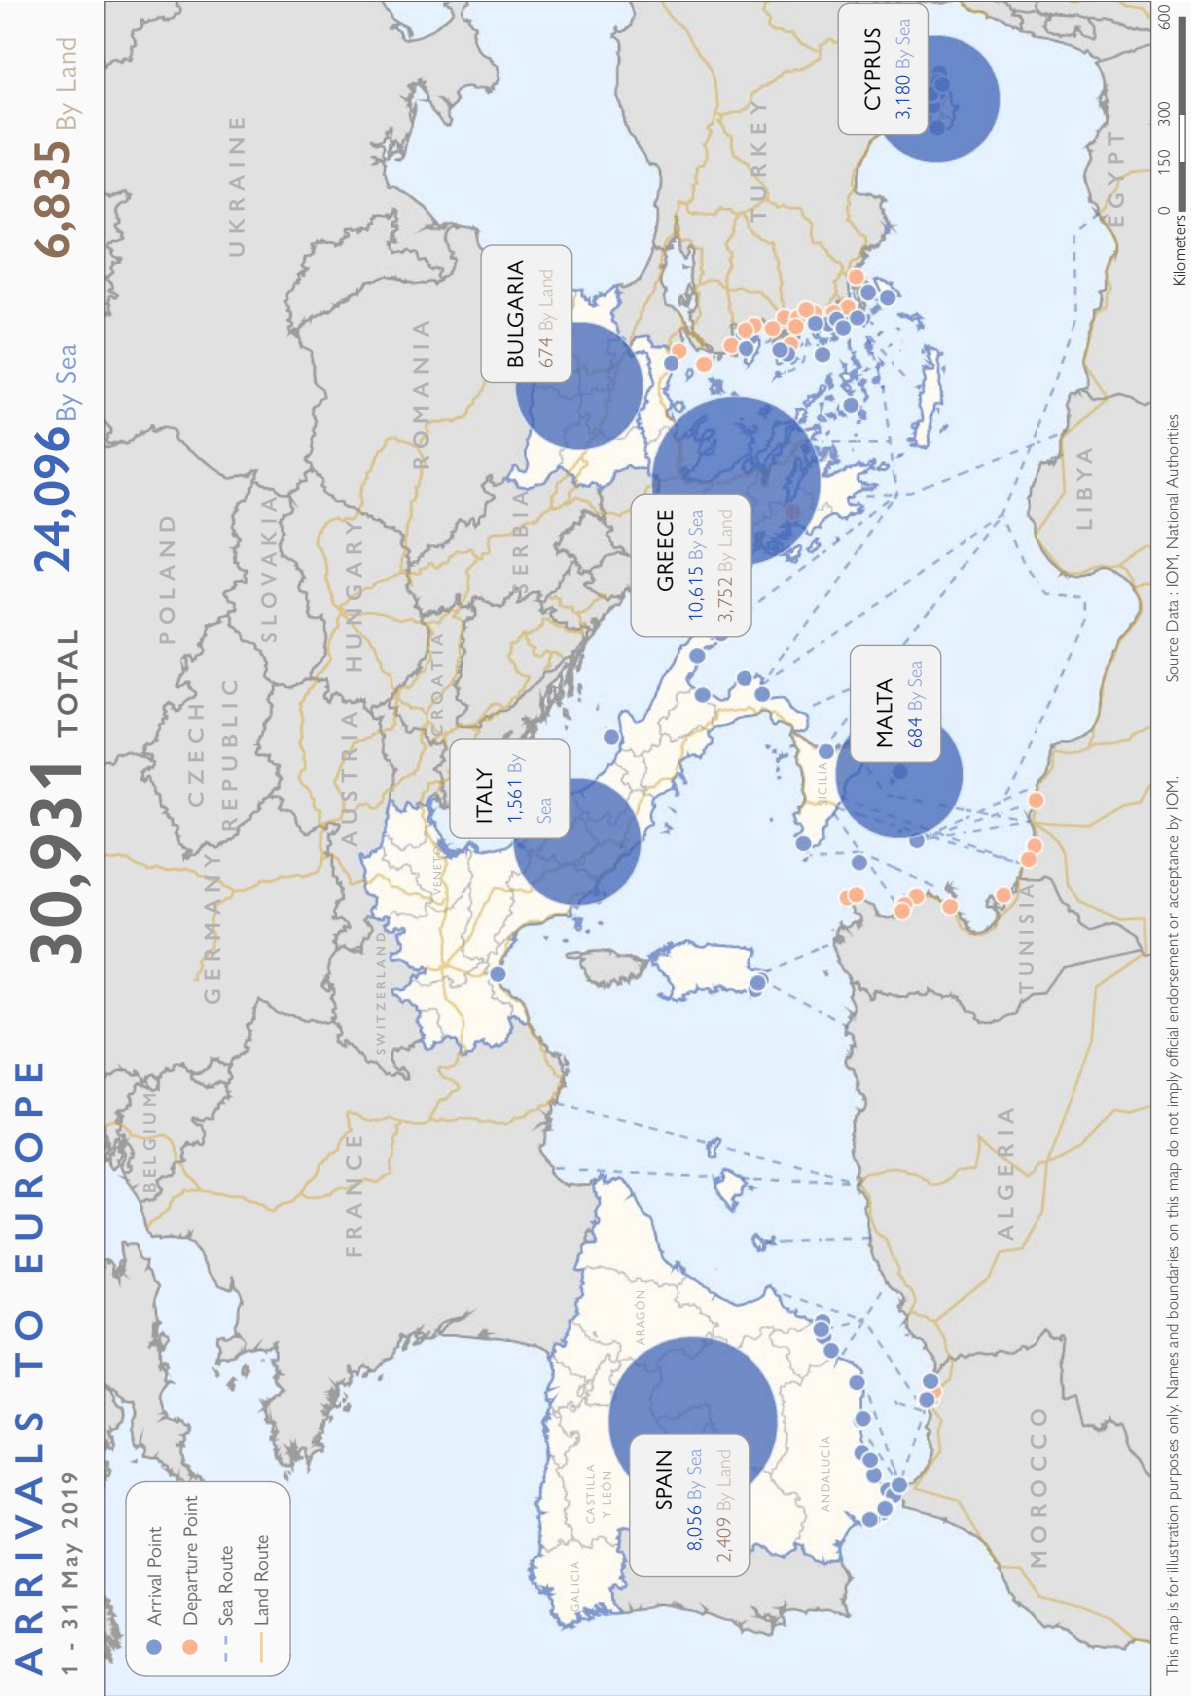 ARRIVALS TO EUROPE
1 - 31 May 2019
30,931 TOTAL
24,096 By Sea
6,835 By Land
Arrival Point
Departure Point
Sea Route
Land Route
BELGIUM
GERMANY
CZECH
REPUBLIC
POLAND
SLOVAKIA
UKRAINE
FRANCE
SWITZERLAND
AUSTRIA
HUNGARY
ROMANIA
VENETO
CROATIA
SERBIA
BULGARIA
674 By Land
ITALY
1,561 By
Sea
GREECE
10,615 By Sea
3,752 By Land
TURKEY
CYPRUS
3,180 By Sea
GALICIA
CASTILLA
Y LEÓN
ARAGÓN
SPAIN
8,056 By Sea
2,409 By Land
ANDALUCÍA
SICILIA
MALTA
684 By Sea
MOROCCO
ALGERIA
TUNISIA
LIBYA
EGYPT
Kilometers
0 150 300 600
This map is for illustration purposes only. Names and boundaries on this map do not imply official endorsement or acceptance by IOM.
Source Data : IOM, National Authorities